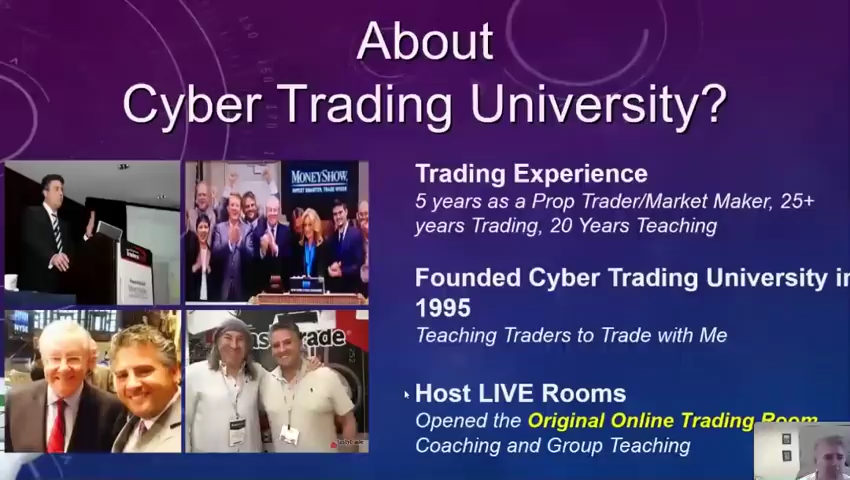 About
Cyber Trading University?
MONEYSHOW
Trading Experience
5 years as a Prop Trader/Market Maker, 25+
years Trading, 20 Years Teaching
Founded Cyber Trading University in
1995
Teaching Traders to Trade with Me
NYSE
Host LIVE Rooms
Opened the Original Online Trading Room
Coaching and Group Teaching